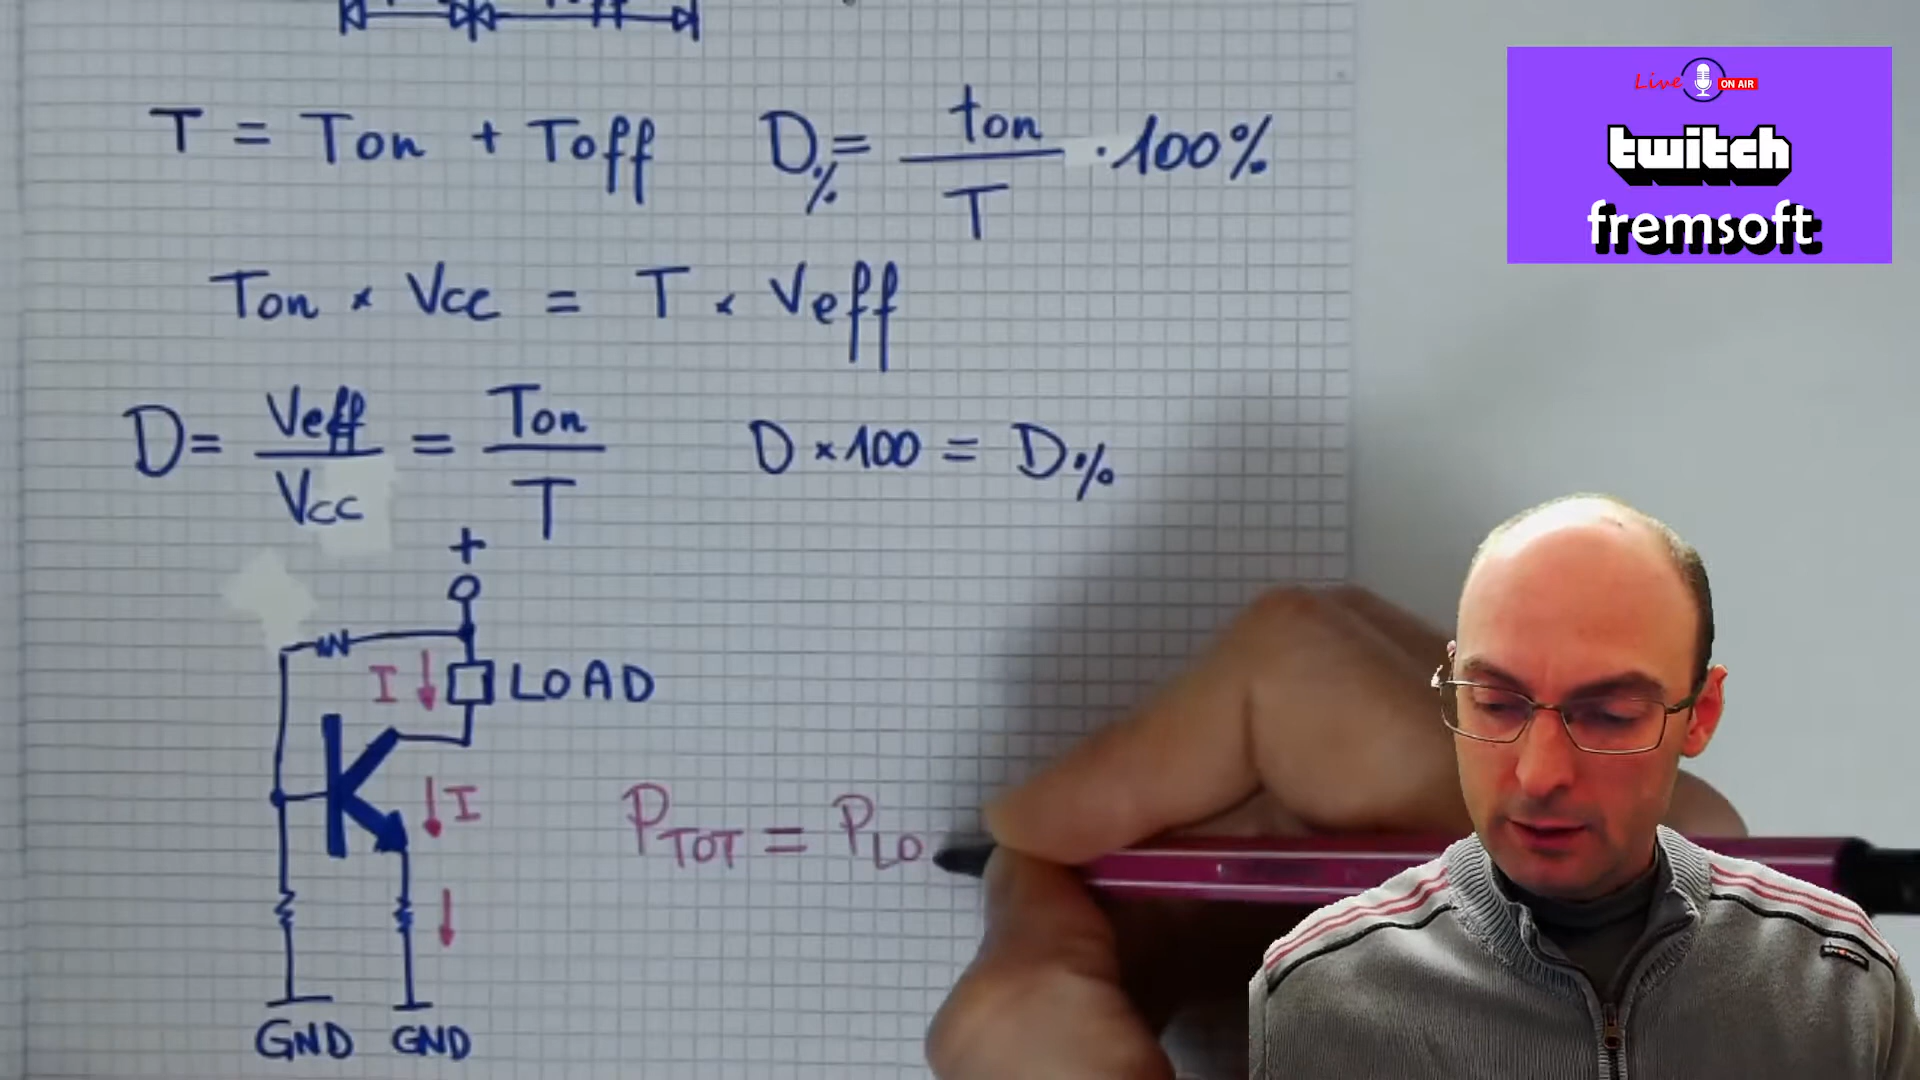 Live ON AIR
twitch
fremsoft
T = Ton + Toff D% = ton / T · 100%
Ton × Vcc = T × Veff
D = Veff / Vcc = Ton / T D × 100 = D%
+
I LOAD
I
PTOT = PLO
GND GND